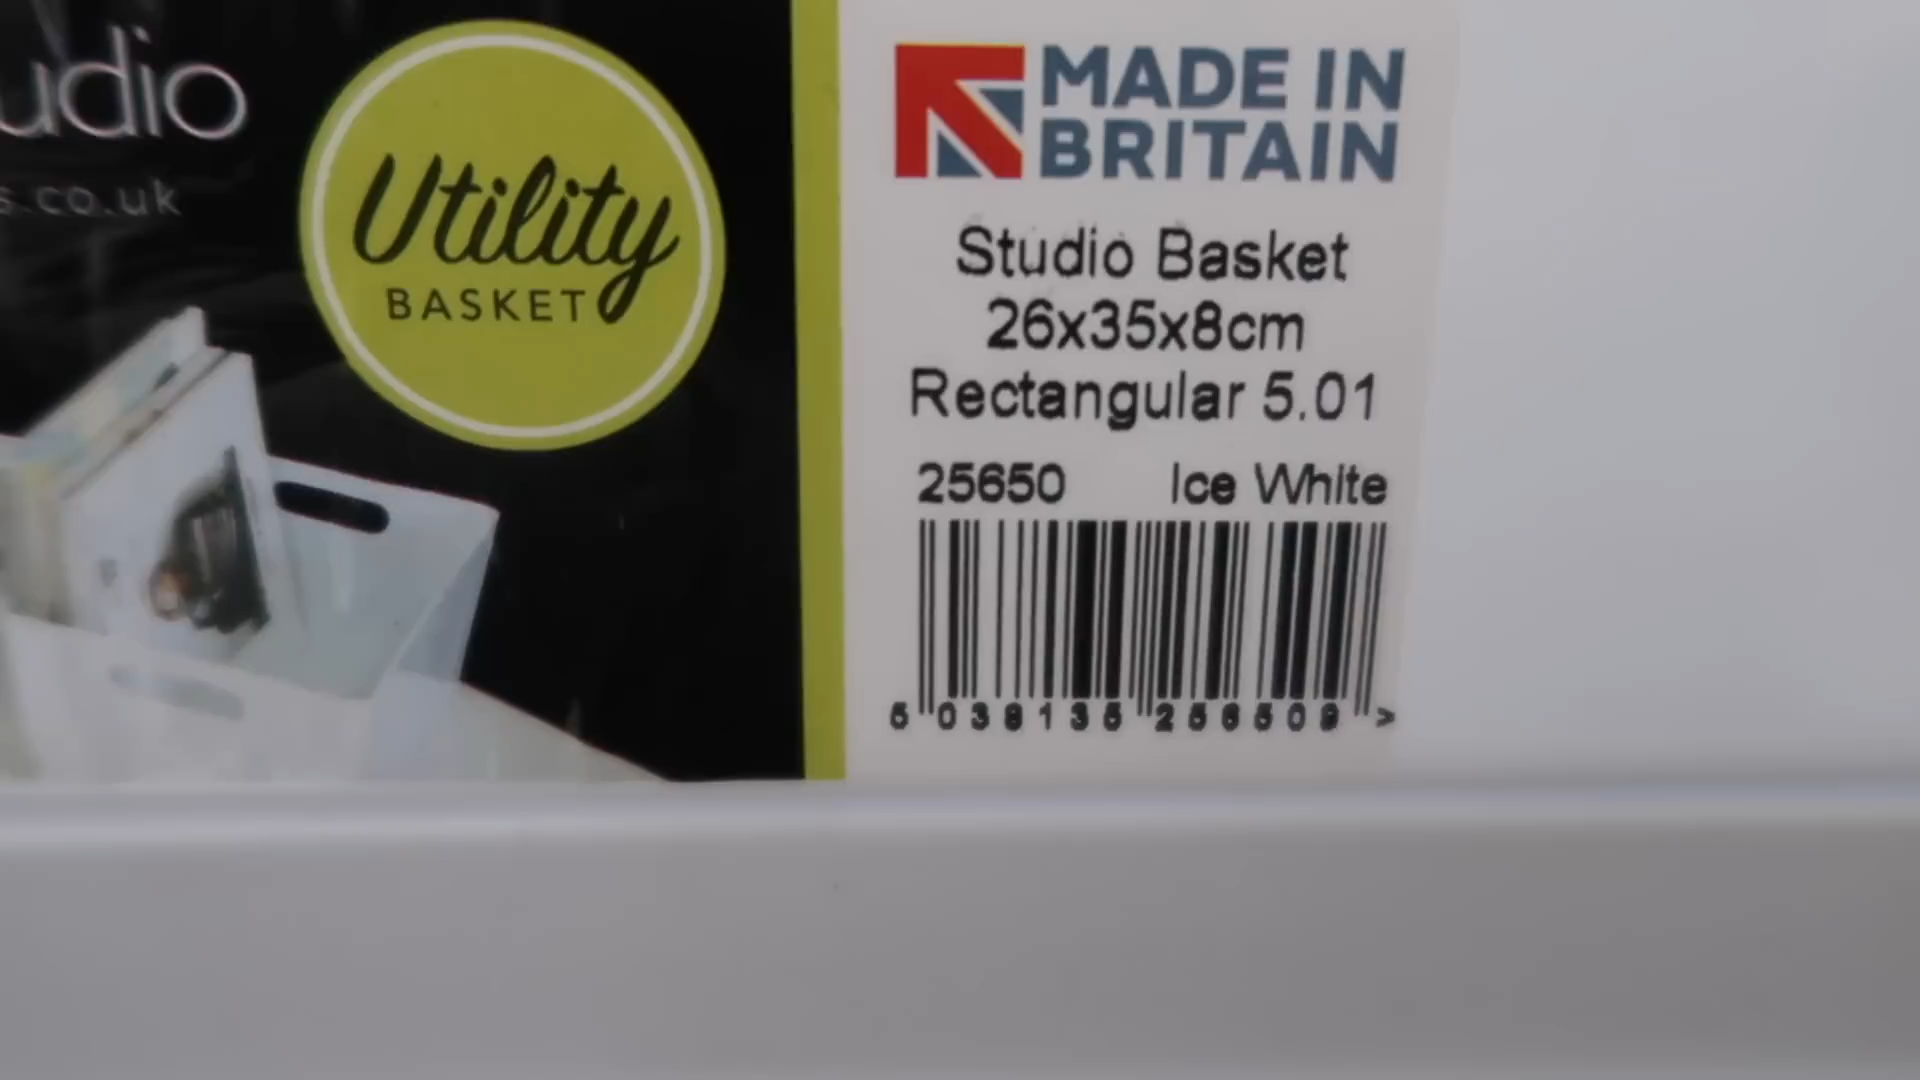 udio
s.co.uk
Utility
BASKET
MADE IN
BRITAIN
Studio Basket
26x35x8cm
Rectangular 5.01
25650 Ice White
5 038135 256509 >